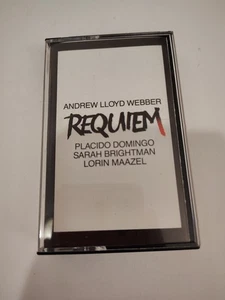 ANDREW LLOYD WEBBER
REQUIEM
PLACIDO DOMINGO
SARAH BRIGHTMAN
LORIN MAAZEL